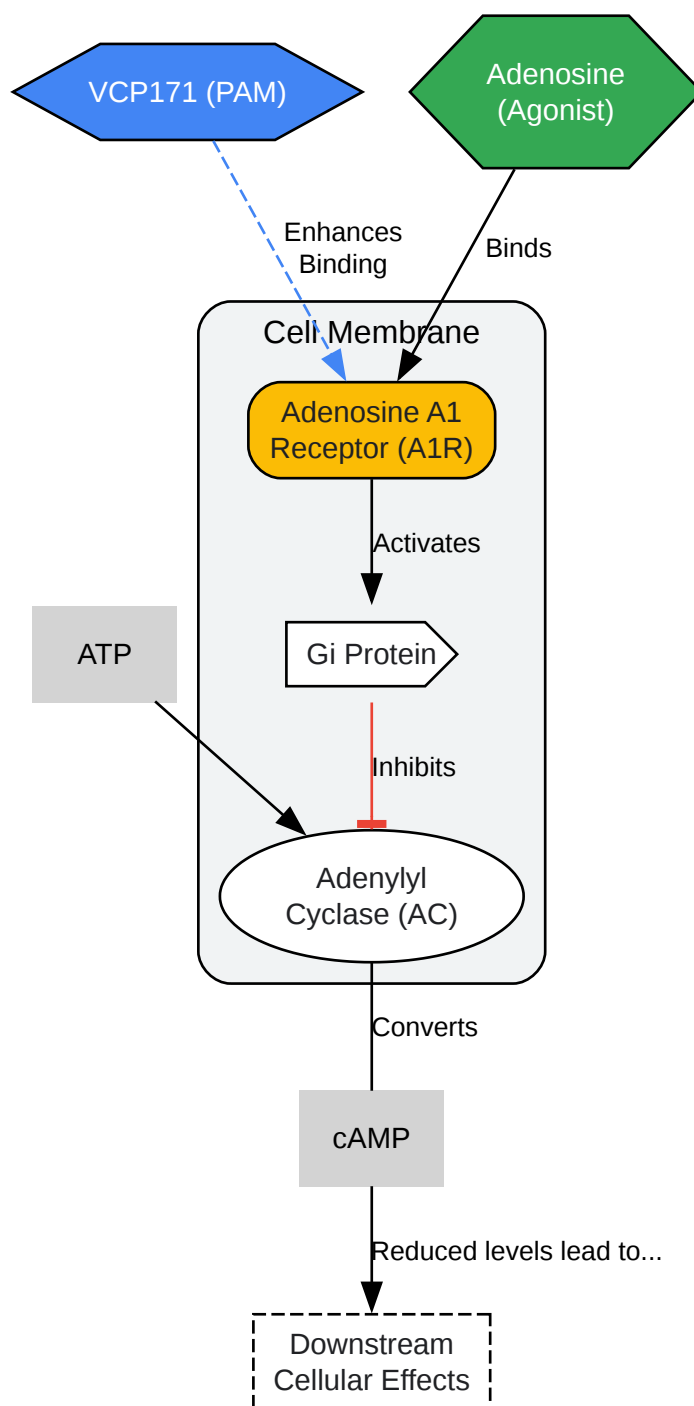 VCP171 (PAM)
Adenosine
(Agonist)
Enhances
Binding
Binds
Cell Membrane
Adenosine A1
Receptor (A1R)
Activates
ATP
Gi Protein
Inhibits
Adenylyl
Cyclase (AC)
Converts
cAMP
Reduced levels lead to...
Downstream
Cellular Effects